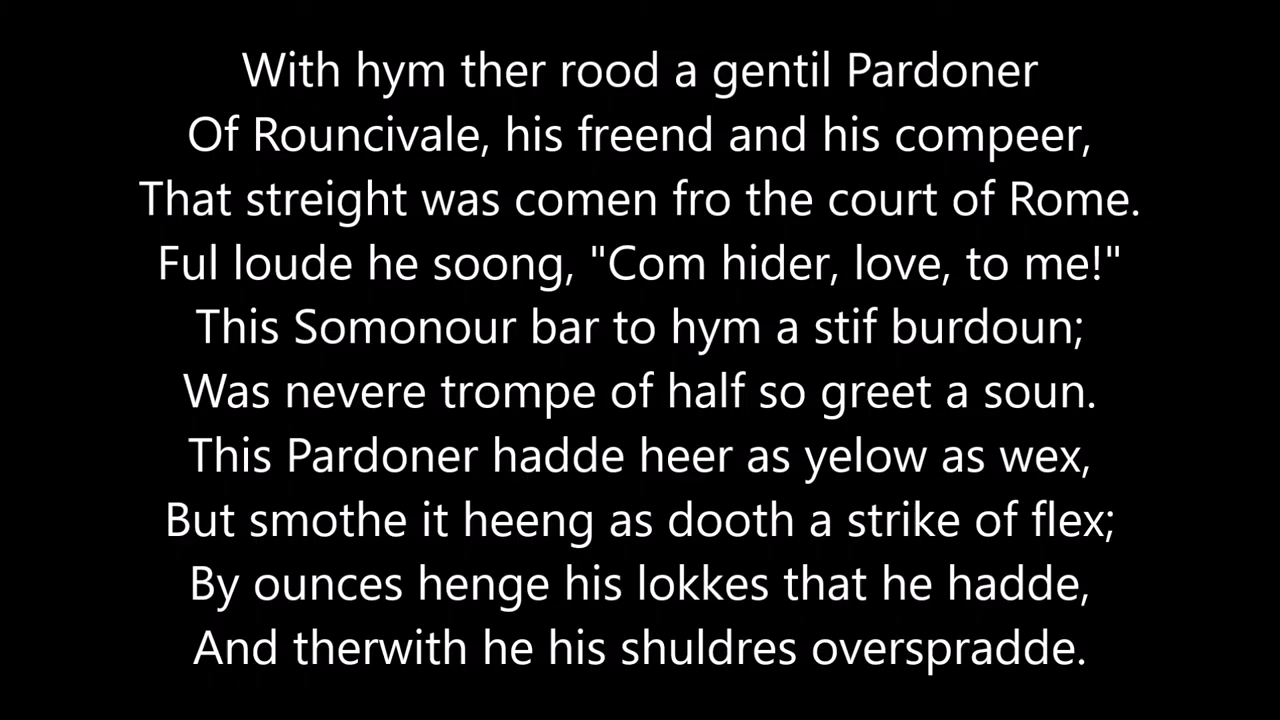 With hym ther rood a gentil Pardoner
Of Rouncivale, his freend and his compeer,
That streight was comen fro the court of Rome.
Ful loude he soong, "Com hider, love, to me!"
This Somonour bar to hym a stif burdoun;
Was nevere trompe of half so greet a soun.
This Pardoner hadde heer as yelow as wex,
But smothe it heeng as dooth a strike of flex;
By ounces henge his lokkes that he hadde,
And therwith he his shuldres overspradde.